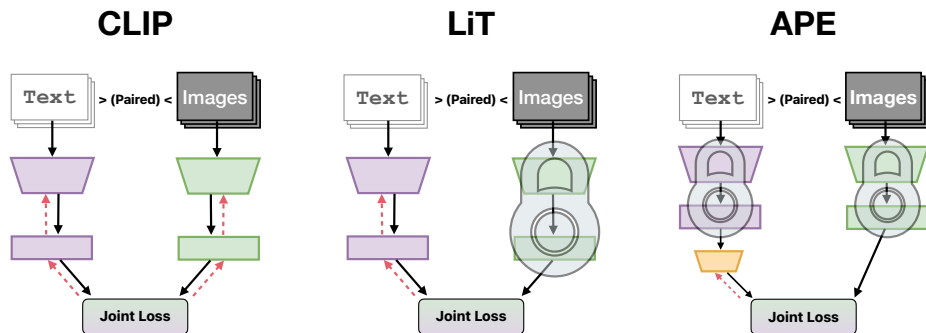 CLIP
LiT
APE
Text > (Paired) < Images
Text > (Paired) < Images
Text > (Paired) < Images
Joint Loss
Joint Loss
Joint Loss